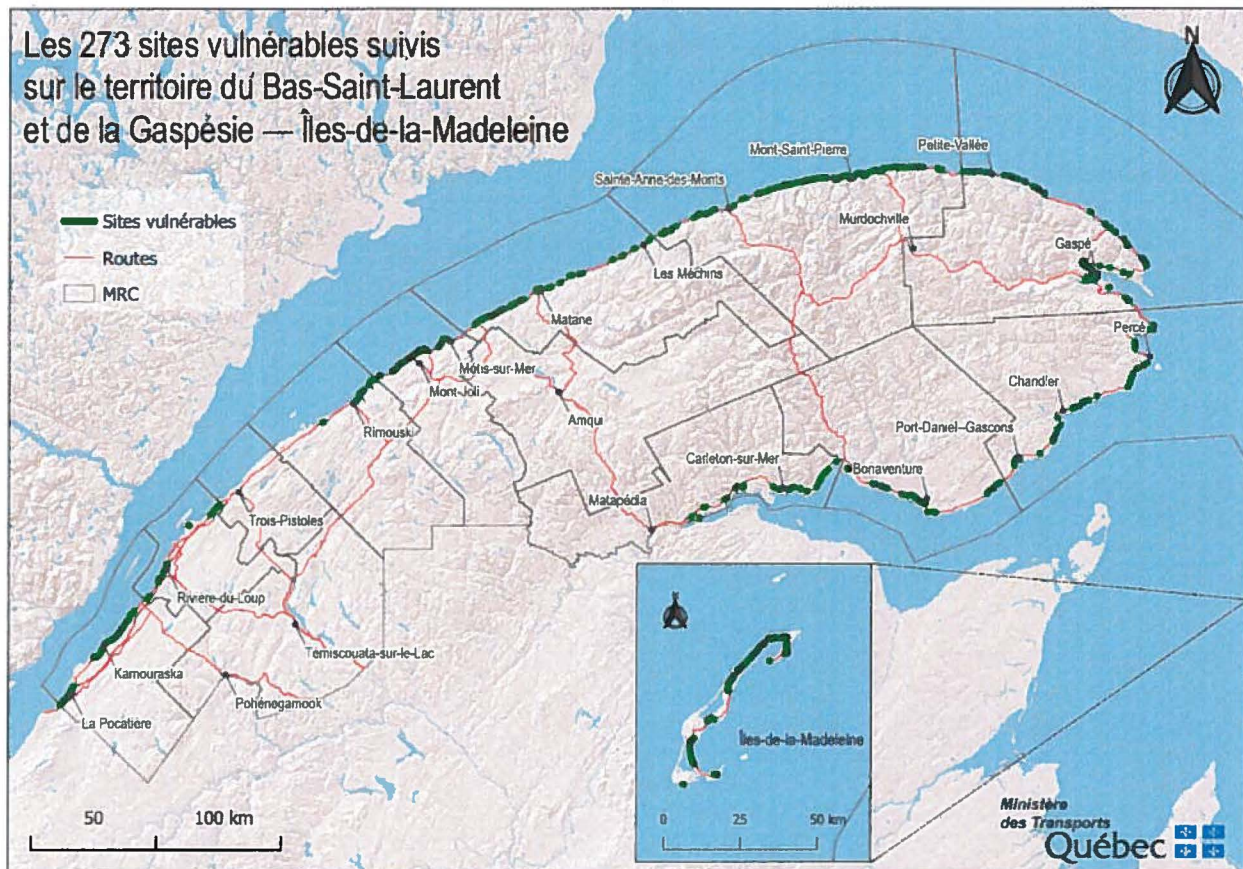 Les 273 sites vulnérables suivis
sur le territoire du Bas-Saint-Laurent
et de la Gaspésie — Îles-de-la-Madeleine
N
Sites vulnérables
Routes
MRC
Petite-Vallée
Mont-Saint-Pierre
Sainte-Anne-des-Monts
Murdochville
Gaspé
Les Méchins
Matane
Percé
Métis-sur-Mer
Mont-Joli
Chandler
Amqui
Rimouski
Port-Daniel–Gascons
Carleton-sur-Mer
Bonaventure
Matapédia
Trois-Pistoles
Rivière-du-Loup
Témiscouata-sur-le-Lac
Kamouraska
Pohénégamook
La Pocatière
N
Îles-de-la-Madeleine
50 100 km
0 25 50 km
Ministère
des Transports
Québec